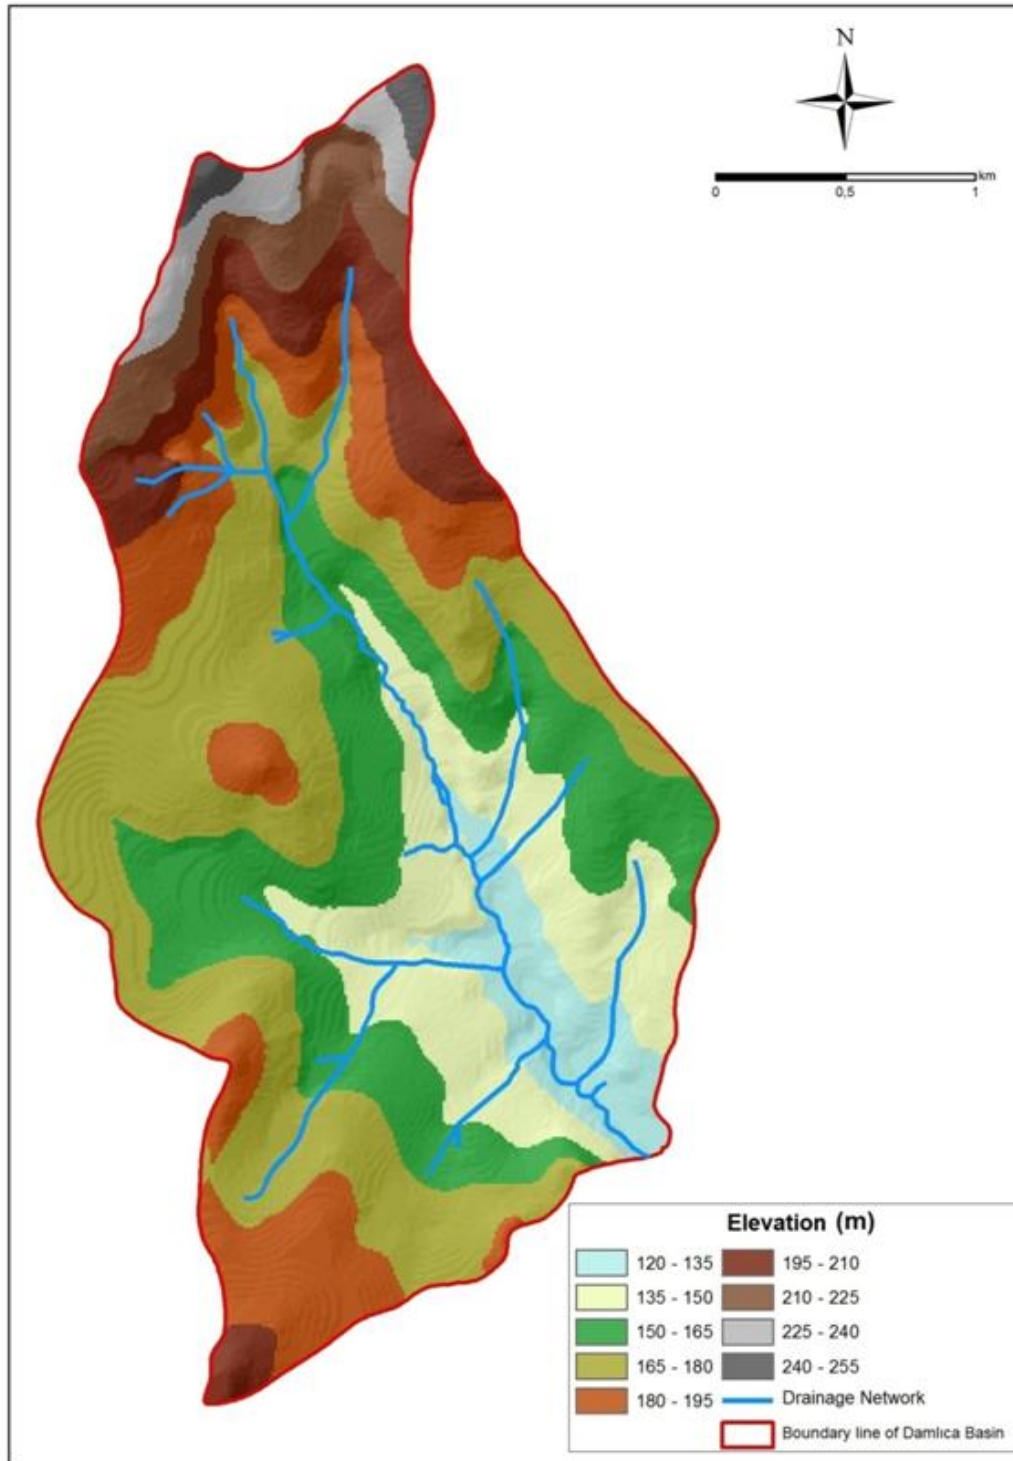 N
km
0 0,5 1
Elevation (m)
120 - 135
135 - 150
150 - 165
165 - 180
180 - 195
195 - 210
210 - 225
225 - 240
240 - 255
Drainage Network
Boundary line of Damlıca Basin